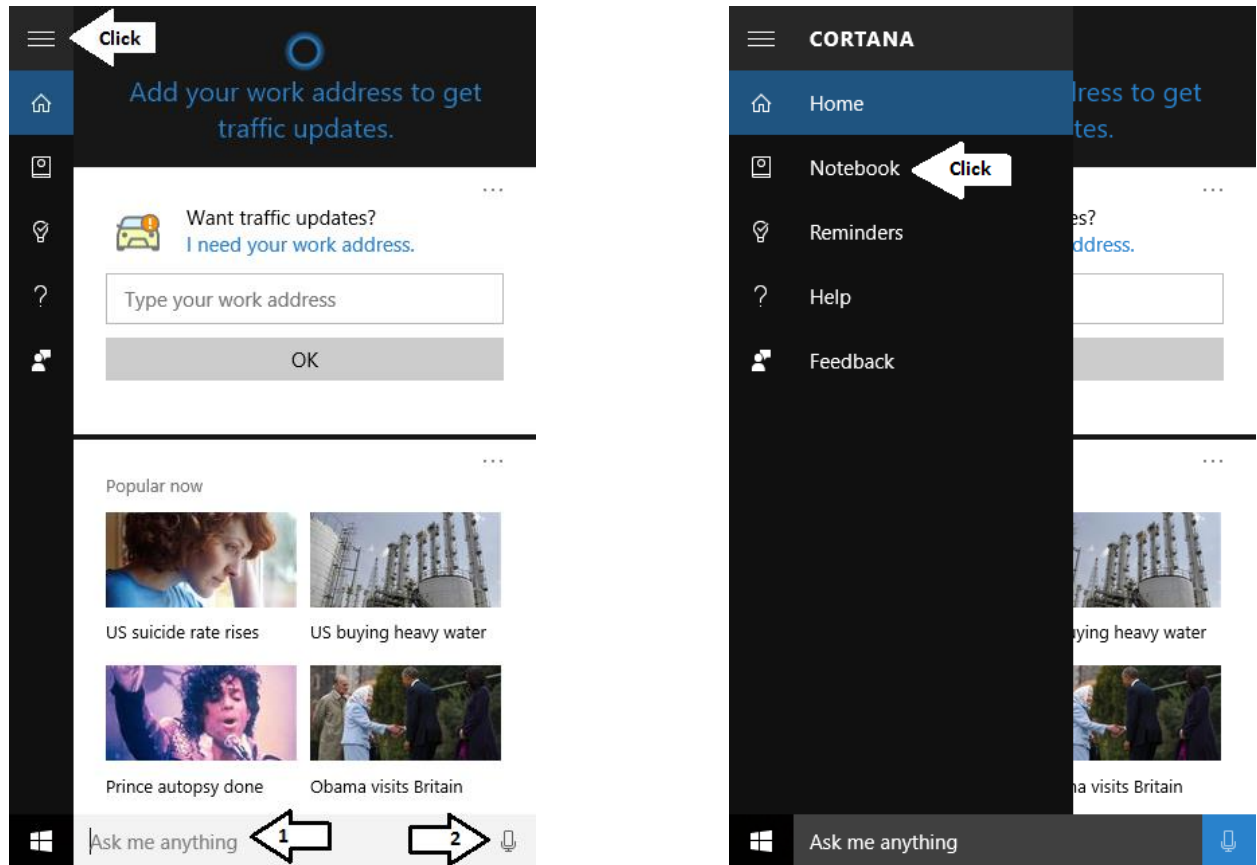 Click
Add your work address to get
traffic updates.
...
Want traffic updates?
I need your work address.
?
Type your work address
OK
...
Popular now
US suicide rate rises
US buying heavy water
Prince autopsy done
Obama visits Britain
Ask me anything
1
2
CORTANA
Home
Notebook
Click
Reminders
? Help
Feedback
lress to get
tes.
...
es?
ddress.
...
uying heavy water
na visits Britain
Ask me anything